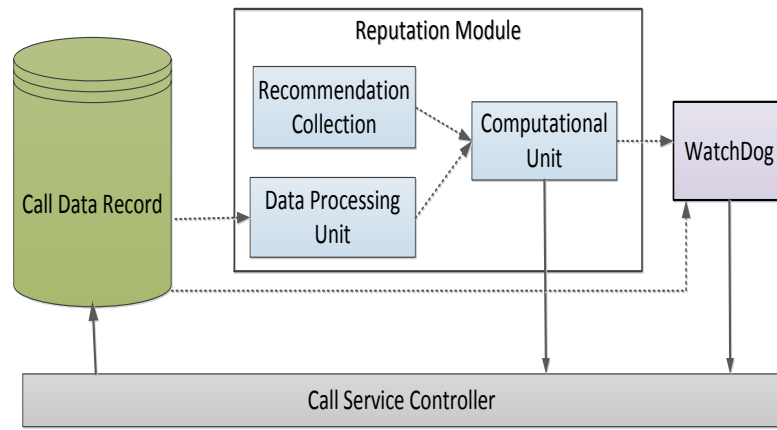 Reputation Module
Recommendation
Collection
Computational
Unit
WatchDog
Call Data Record
Data Processing
Unit
Call Service Controller